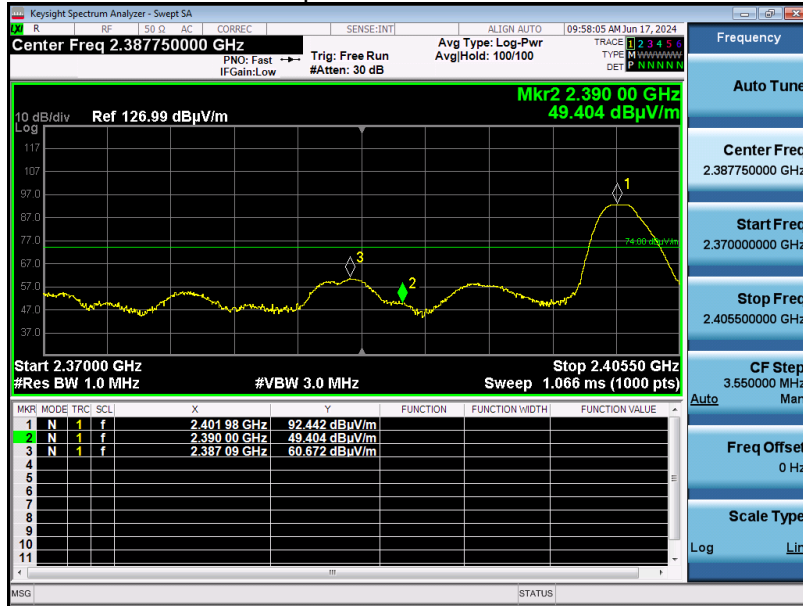 Keysight Spectrum Analyzer - Swept SA
LXI R RF 50 Ω AC CORREC SENSE:INT ALIGN AUTO 09:58:05 AM Jun 17, 2024
Center Freq 2.387750000 GHz
PNO: Fast
IFGain:Low
Trig: Free Run
#Atten: 30 dB
Avg Type: Log-Pwr
Avg|Hold: 100/100
TRACE 1 2 3 4 5 6
TYPE M WWWWW
DET P N N N N N
Mkr2 2.390 00 GHz
49.404 dBµV/m
10 dB/div Ref 126.99 dBµV/m
Log
117
107
97.0
87.0
77.0
67.0
57.0
47.0
37.0
1
74.00 dBµV/m
3
2
Start 2.37000 GHz Stop 2.40550 GHz
#Res BW 1.0 MHz #VBW 3.0 MHz Sweep 1.066 ms (1000 pts)
MKR MODE TRC SCL X Y FUNCTION FUNCTION WIDTH FUNCTION VALUE
1 N 1 f 2.401 98 GHz 92.442 dBµV/m
2 N 1 f 2.390 00 GHz 49.404 dBµV/m
3 N 1 f 2.387 09 GHz 60.672 dBµV/m
4
5
6
7
8
9
10
11
MSG STATUS
Frequency
Auto Tune
Center Freq
2.387750000 GHz
Start Freq
2.370000000 GHz
Stop Freq
2.405500000 GHz
CF Step
3.550000 MHz
Auto Man
Freq Offset
0 Hz
Scale Type
Log Lin